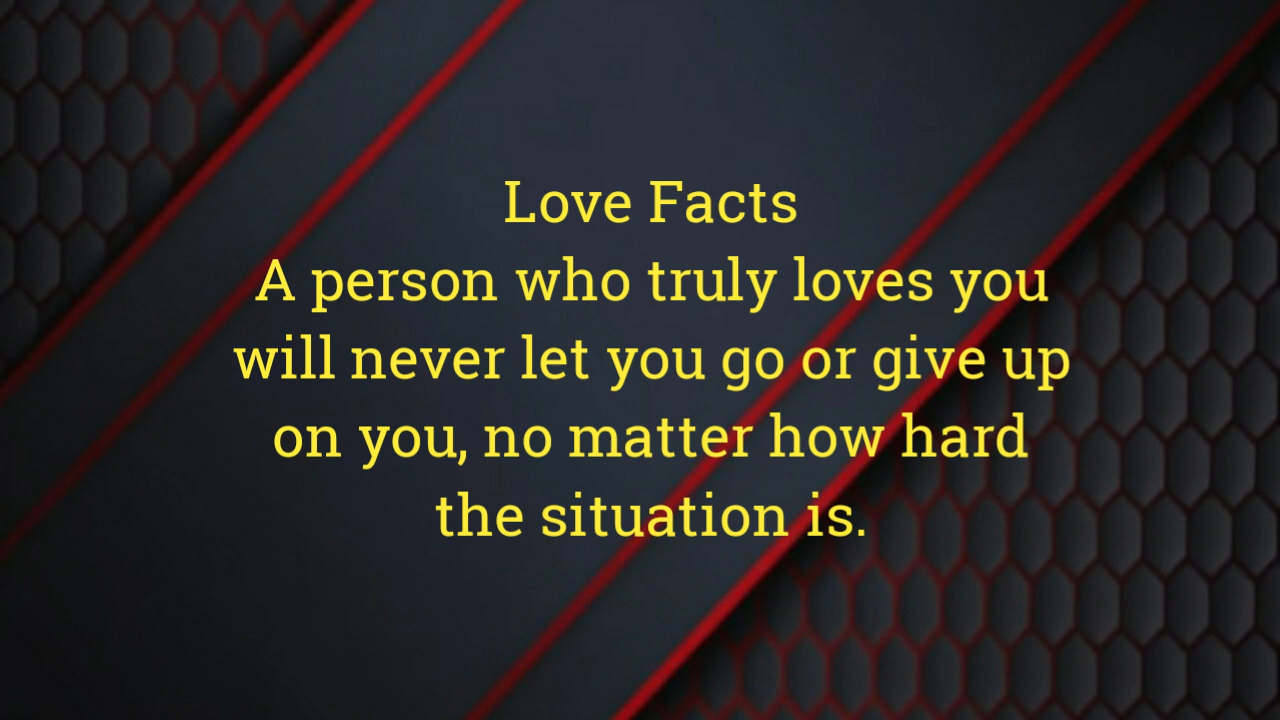 Love Facts
A person who truly loves you
will never let you go or give up
on you, no matter how hard
the situation is.